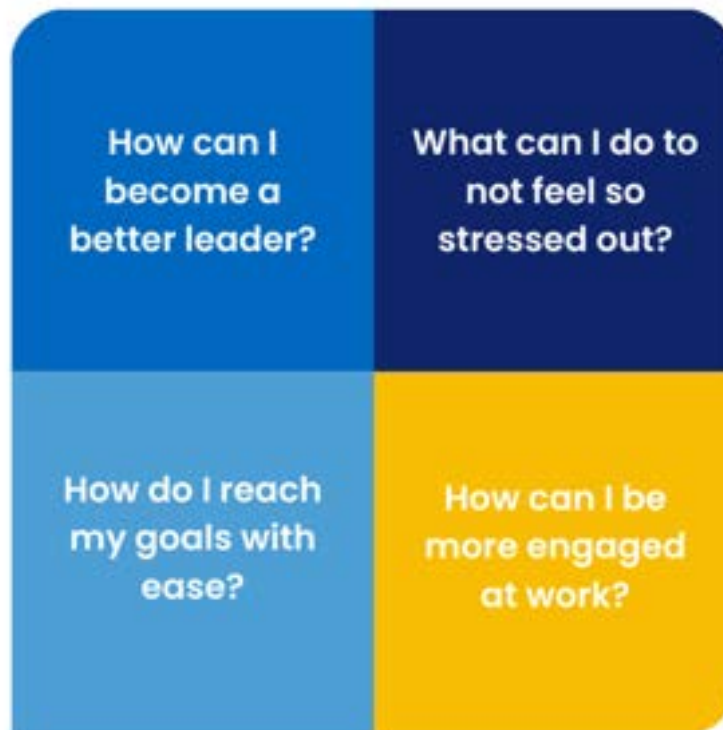 How can I
become a
better leader?
What can I do to
not feel so
stressed out?
How do I reach
my goals with
ease?
How can I be
more engaged
at work?